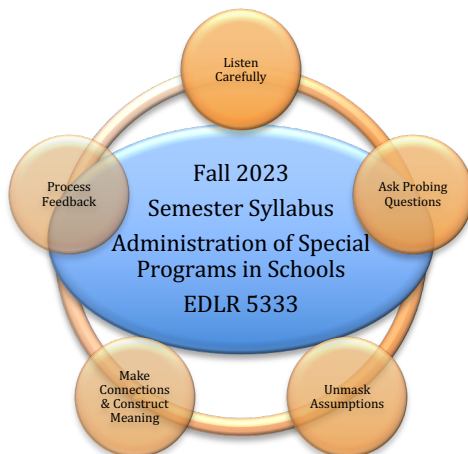 Listen
Carefully
Process
Feedback
Fall 2023
Semester Syllabus
Administration of Special
Programs in Schools
EDLR 5333
Ask Probing
Questions
Make
Connections
& Construct
Meaning
Unmask
Assumptions